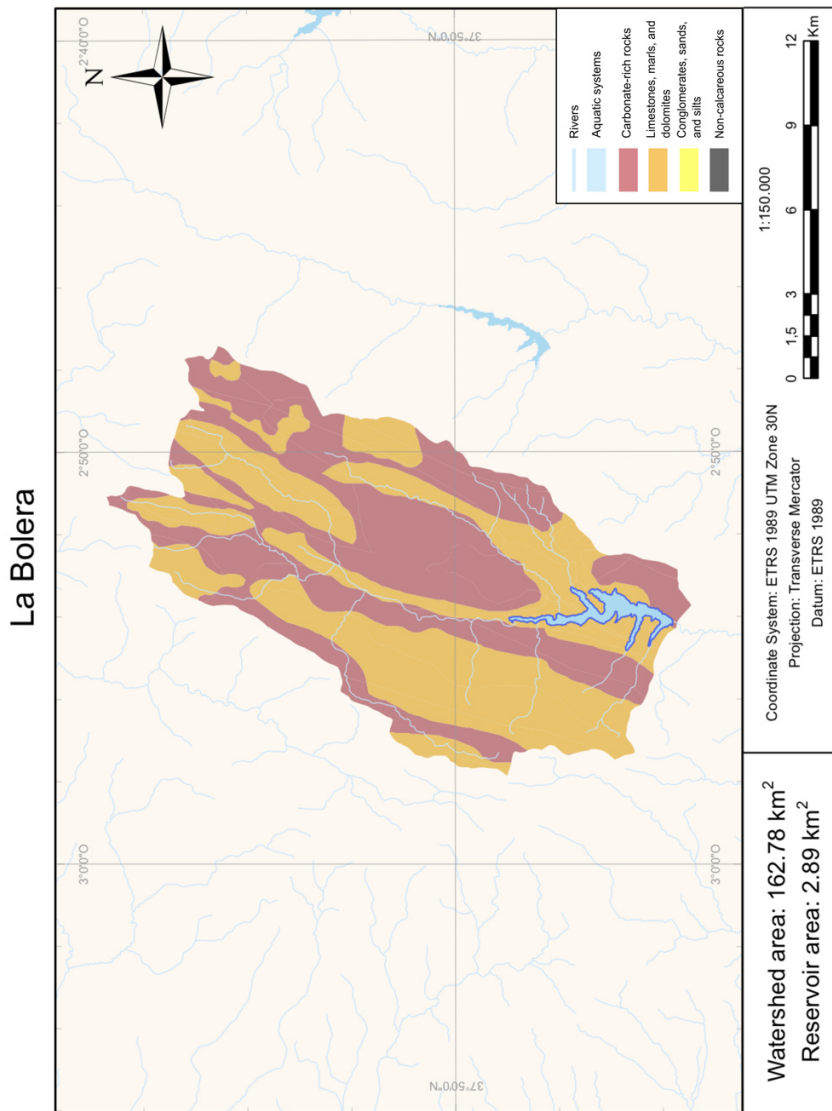 La Bolera
N
2°40'0"O
2°50'0"O
3°0'0"O
37°50'0"N
37°50'0"N
2°50'0"O
3°0'0"O
Rivers
Aquatic systems
Carbonate-rich rocks
Limestones, marls, and
dolomites
Conglomerates, sands,
and silts
Non-calcareous rocks
Watershed area: 162.78 km²
Reservoir area: 2.89 km²
Coordinate System: ETRS 1989 UTM Zone 30N
Projection: Transverse Mercator
Datum: ETRS 1989
1:150.000
0 1.5 3 6 9 12
Km